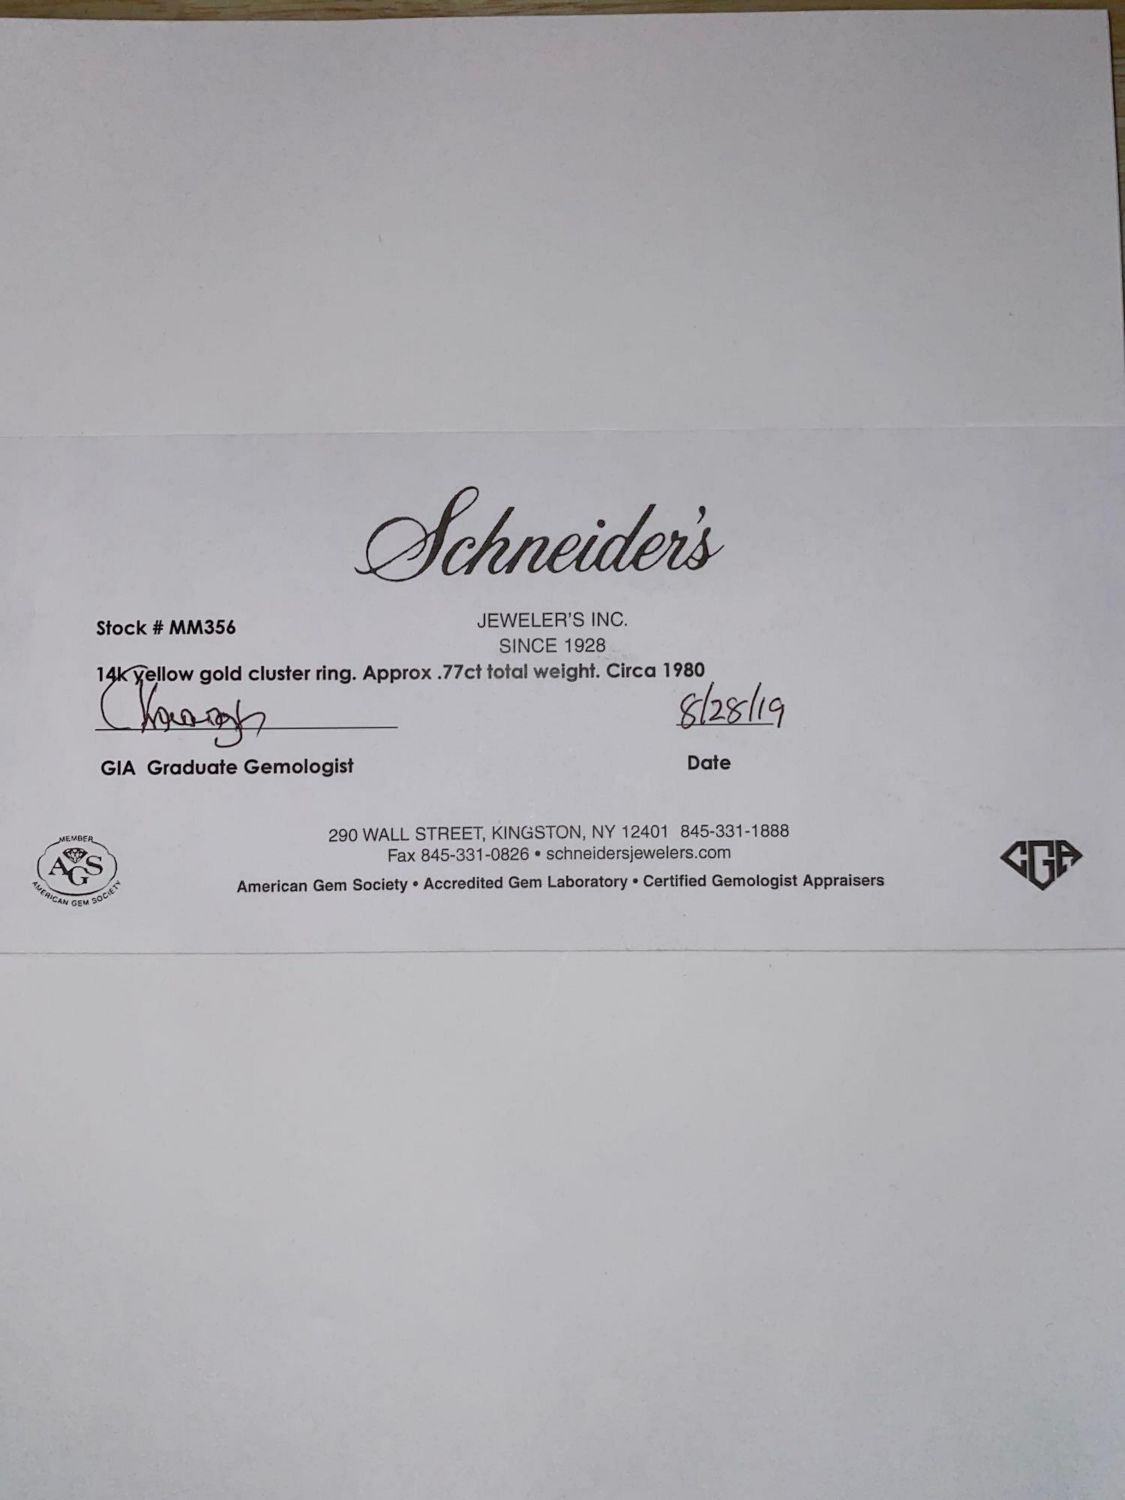 Schneider's
JEWELER'S INC.
SINCE 1928
Stock # MM356
14k yellow gold cluster ring. Approx .77ct total weight. Circa 1980
8/28/19
GIA Graduate Gemologist
Date
290 WALL STREET, KINGSTON, NY 12401 845-331-1888
Fax 845-331-0826 • schneidersjewelers.com
American Gem Society • Accredited Gem Laboratory • Certified Gemologist Appraisers
MEMBER
AGS
AMERICAN GEM SOCIETY
CGA